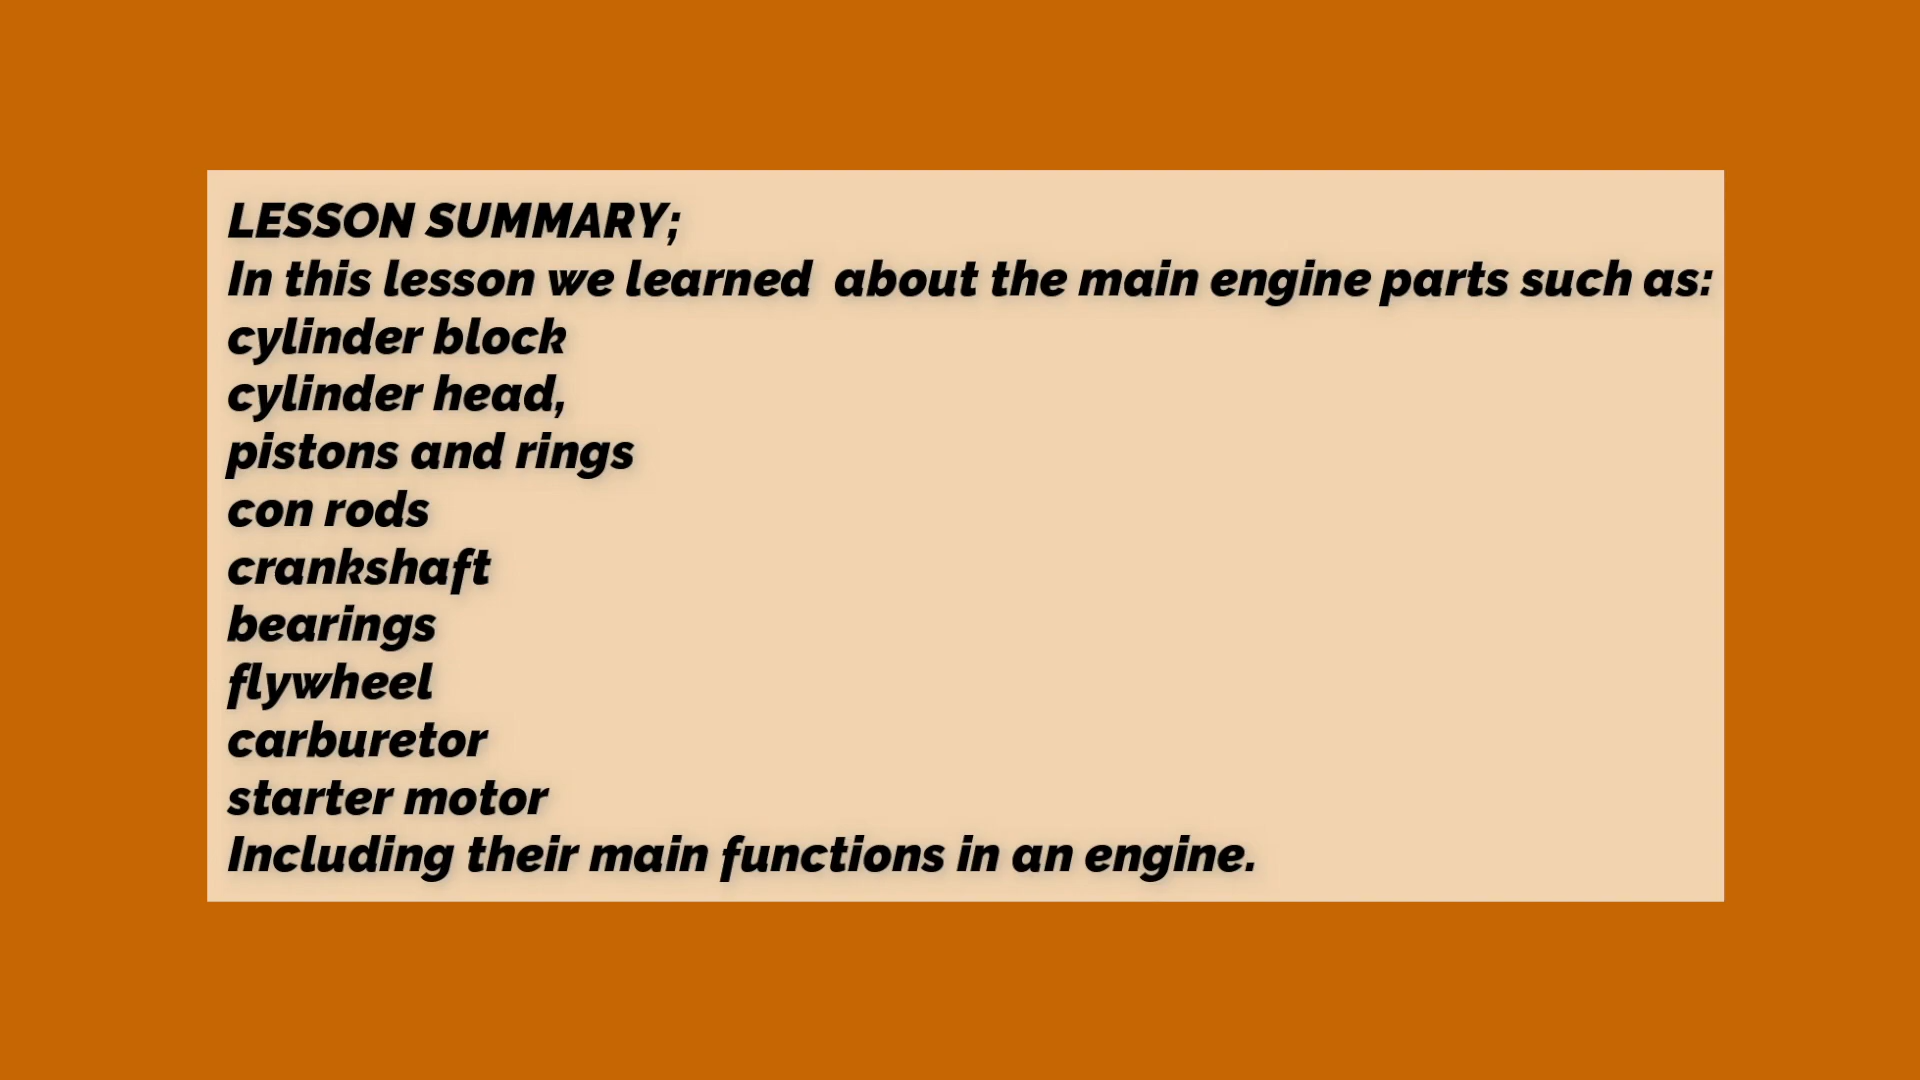 LESSON SUMMARY;
In this lesson we learned  about the main engine parts such as:
cylinder block
cylinder head,
pistons and rings
con rods
crankshaft
bearings
flywheel
carburetor
starter motor
Including their main functions in an engine.